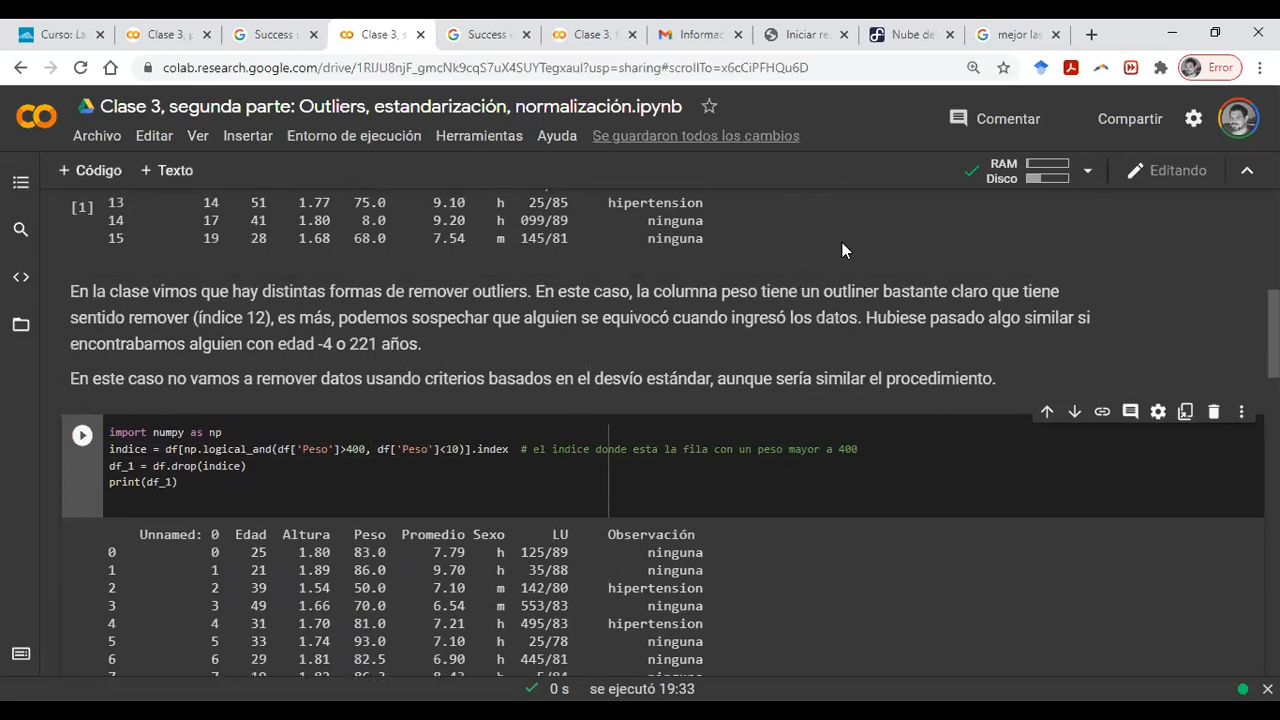 Curso: La
Clase 3, p
Success u
Clase 3, s
Success c
Clase 3, t
Informac
Iniciar re
Nube de
mejor las
colab.research.google.com/drive/1RIJU8njF_gmcNk9cqS7uX4SUYTegxauI?usp=sharing#scrollTo=x6cCiPFHQu6D
Error
Clase 3, segunda parte: Outliers, estandarización, normalización.ipynb
Comentar
Compartir
Archivo Editar Ver Insertar Entorno de ejecución Herramientas Ayuda Se guardaron todos los cambios
+ Código + Texto
RAM
Disco
Editando
[1] 13 14 51 1.77 75.0 9.10 h 25/85 hipertension
14 17 41 1.80 8.0 9.20 h 099/89 ninguna
15 19 28 1.68 68.0 7.54 m 145/81 ninguna
En la clase vimos que hay distintas formas de remover outliers. En este caso, la columna peso tiene un outliner bastante claro que tiene
sentido remover (índice 12), es más, podemos sospechar que alguien se equivocó cuando ingresó los datos. Hubiese pasado algo similar si
encontrabamos alguien con edad -4 o 221 años.
En este caso no vamos a remover datos usando criterios basados en el desvío estándar, aunque sería similar el procedimiento.
import numpy as np
indice = df[np.logical_and(df['Peso']>400, df['Peso']<10)].index # el indice donde esta la fila con un peso mayor a 400
df_1 = df.drop(indice)
print(df_1)
Unnamed: 0 Edad Altura Peso Promedio Sexo LU Observación
0 0 25 1.80 83.0 7.79 h 125/89 ninguna
1 1 21 1.89 86.0 9.70 h 35/88 ninguna
2 2 39 1.54 50.0 7.10 m 142/80 hipertension
3 3 49 1.66 70.0 6.54 m 553/83 ninguna
4 4 31 1.70 81.0 7.21 h 495/83 hipertension
5 5 33 1.74 93.0 7.10 h 25/78 ninguna
6 6 29 1.81 82.5 6.90 h 445/81 ninguna
0 s se ejecutó 19:33